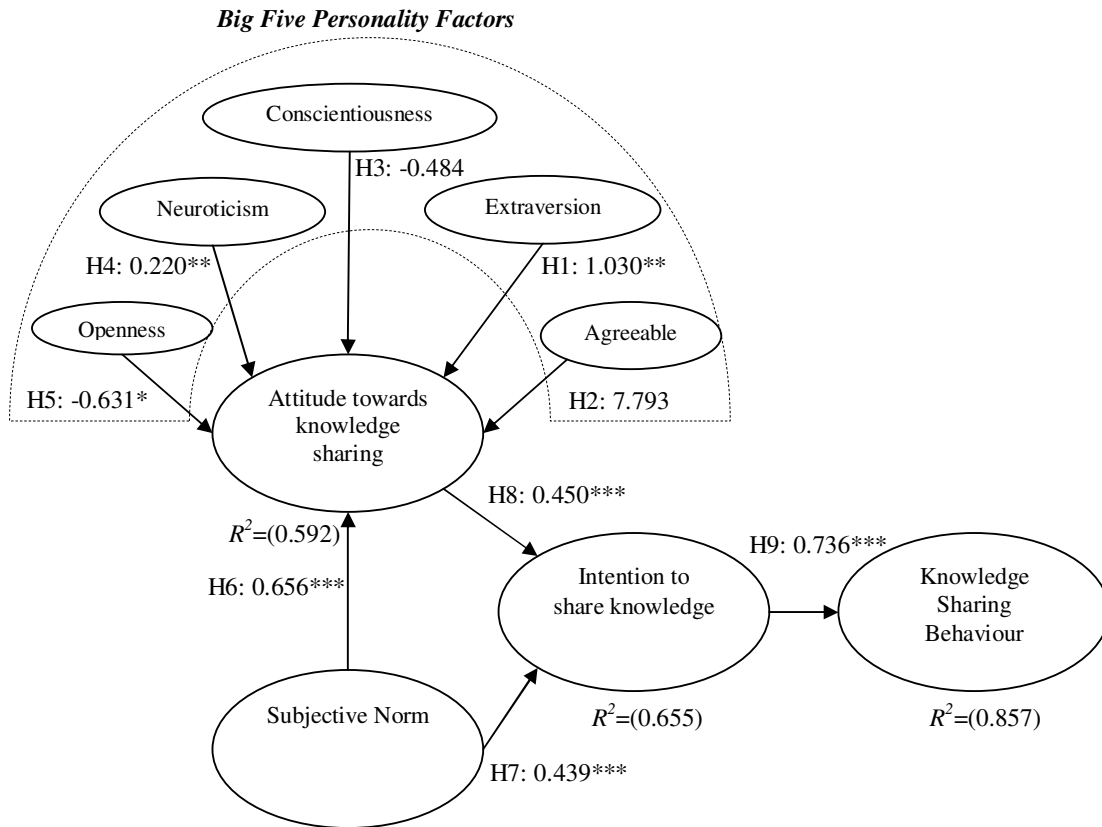 Big Five Personality Factors
Conscientiousness
H3: -0.484
Neuroticism
Extraversion
H4: 0.220**
H1: 1.030**
Openness
Agreeable
H5: -0.631*
H2: 7.793
Attitude towards
knowledge
sharing
R²=(0.592)
H8: 0.450***
H6: 0.656***
H9: 0.736***
Intention to
share knowledge
R²=(0.655)
Knowledge
Sharing
Behaviour
R²=(0.857)
Subjective Norm
H7: 0.439***